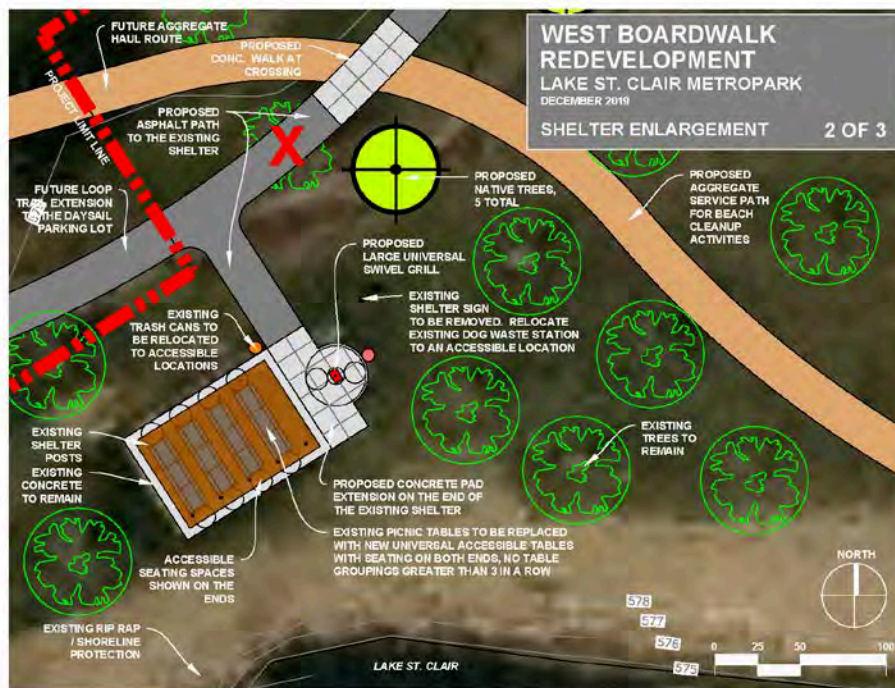 WEST BOARDWALK
REDEVELOPMENT
LAKE ST. CLAIR METROPARK
DECEMBER 2019
SHELTER ENLARGEMENT 2 OF 3
FUTURE AGGREGATE
HAUL ROUTE
PROPOSED
CONC. WALK AT
CROSSING
PROJECT LIMIT LINE
PROPOSED
ASPHALT PATH
TO THE EXISTING
SHELTER
X
PROPOSED
NATIVE TREES,
5 TOTAL
PROPOSED
AGGREGATE
SERVICE PATH
FOR BEACH
CLEANUP
ACTIVITIES
FUTURE LOOP
TRAIL EXTENSION
TO THE DAYSAIL
PARKING LOT
PROPOSED
LARGE UNIVERSAL
SWIVEL GRILL
EXISTING
SHELTER SIGN
TO BE REMOVED. RELOCATE
EXISTING DOG WASTE STATION
TO AN ACCESSIBLE LOCATION
EXISTING
TRASH CANS TO
BE RELOCATED
TO ACCESSIBLE
LOCATIONS
EXISTING
SHELTER
POSTS
EXISTING
CONCRETE
TO REMAIN
EXISTING
TREES TO
REMAIN
PROPOSED CONCRETE PAD
EXTENSION ON THE END OF
THE EXISTING SHELTER
EXISTING PICNIC TABLES TO BE REPLACED
WITH NEW UNIVERSAL ACCESSIBLE TABLES
WITH SEATING ON BOTH ENDS, NO TABLE
GROUPINGS GREATER THAN 3 IN A ROW
ACCESSIBLE
SEATING SPACES
SHOWN ON THE
ENDS
EXISTING RIP RAP
/ SHORELINE
PROTECTION
LAKE ST. CLAIR
578
577
576
575
NORTH
0 25 50 100